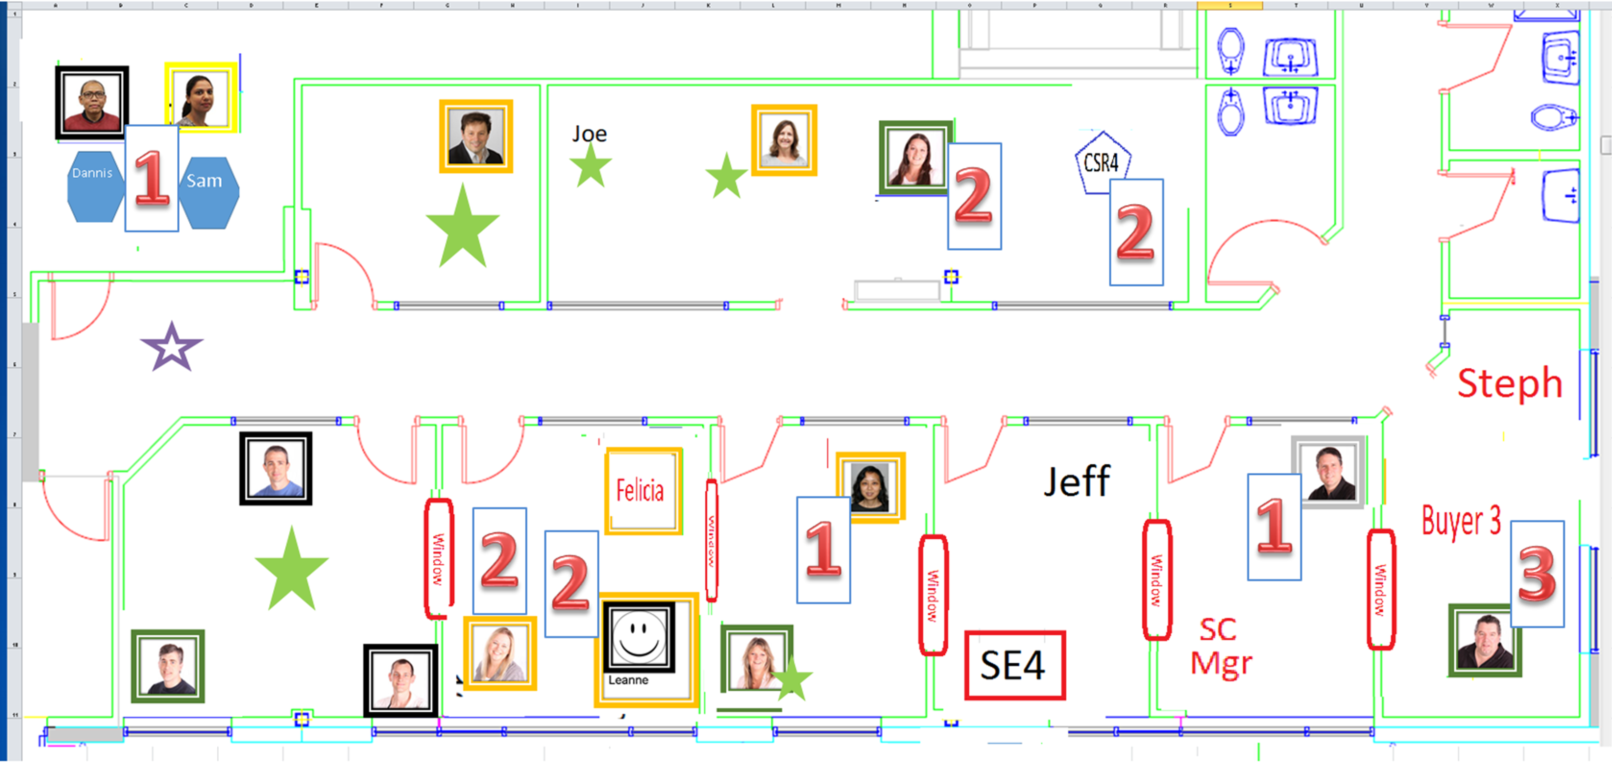 Joe
CSR4
Dannis
1
Sam
2
2
Steph
Jeff
Felicia
Window
2
2
Window
1
Window
Window
1
Window
Buyer 3
3
SC
Mgr
SE4
Leanne